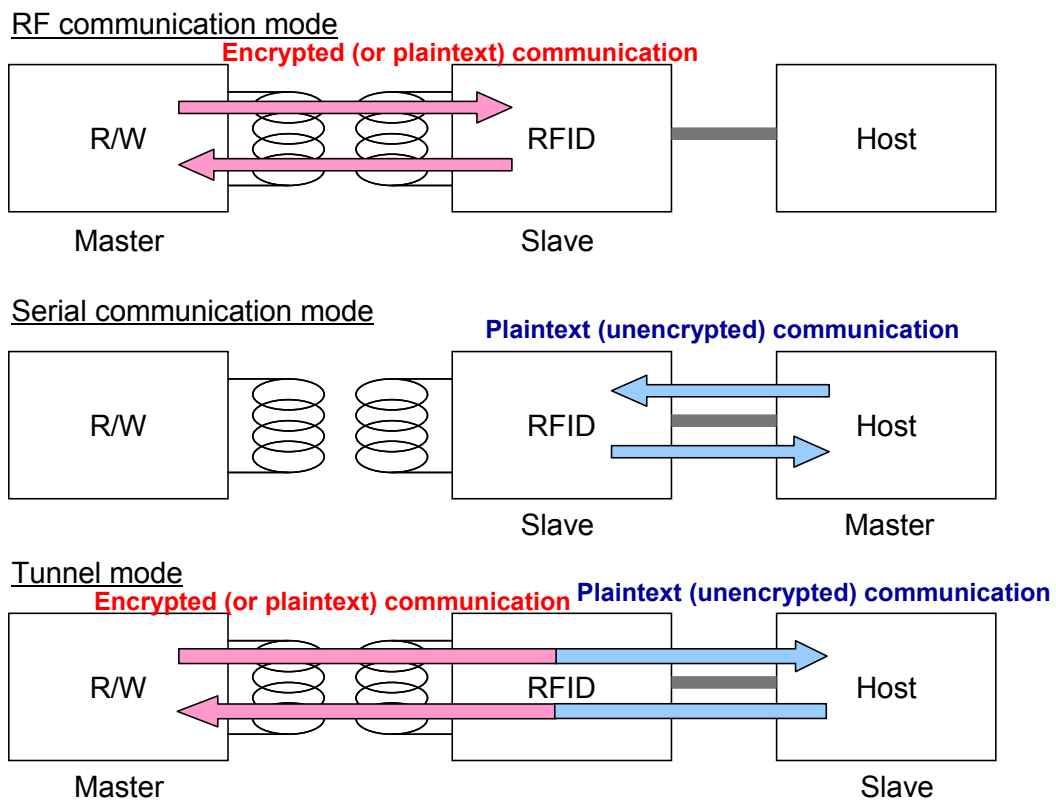 RF communication mode
Encrypted (or plaintext) communication
R/W
RFID
Host
Master
Slave
Serial communication mode
Plaintext (unencrypted) communication
R/W
RFID
Host
Slave
Master
Tunnel mode
Encrypted (or plaintext) communication
Plaintext (unencrypted) communication
R/W
RFID
Host
Master
Slave